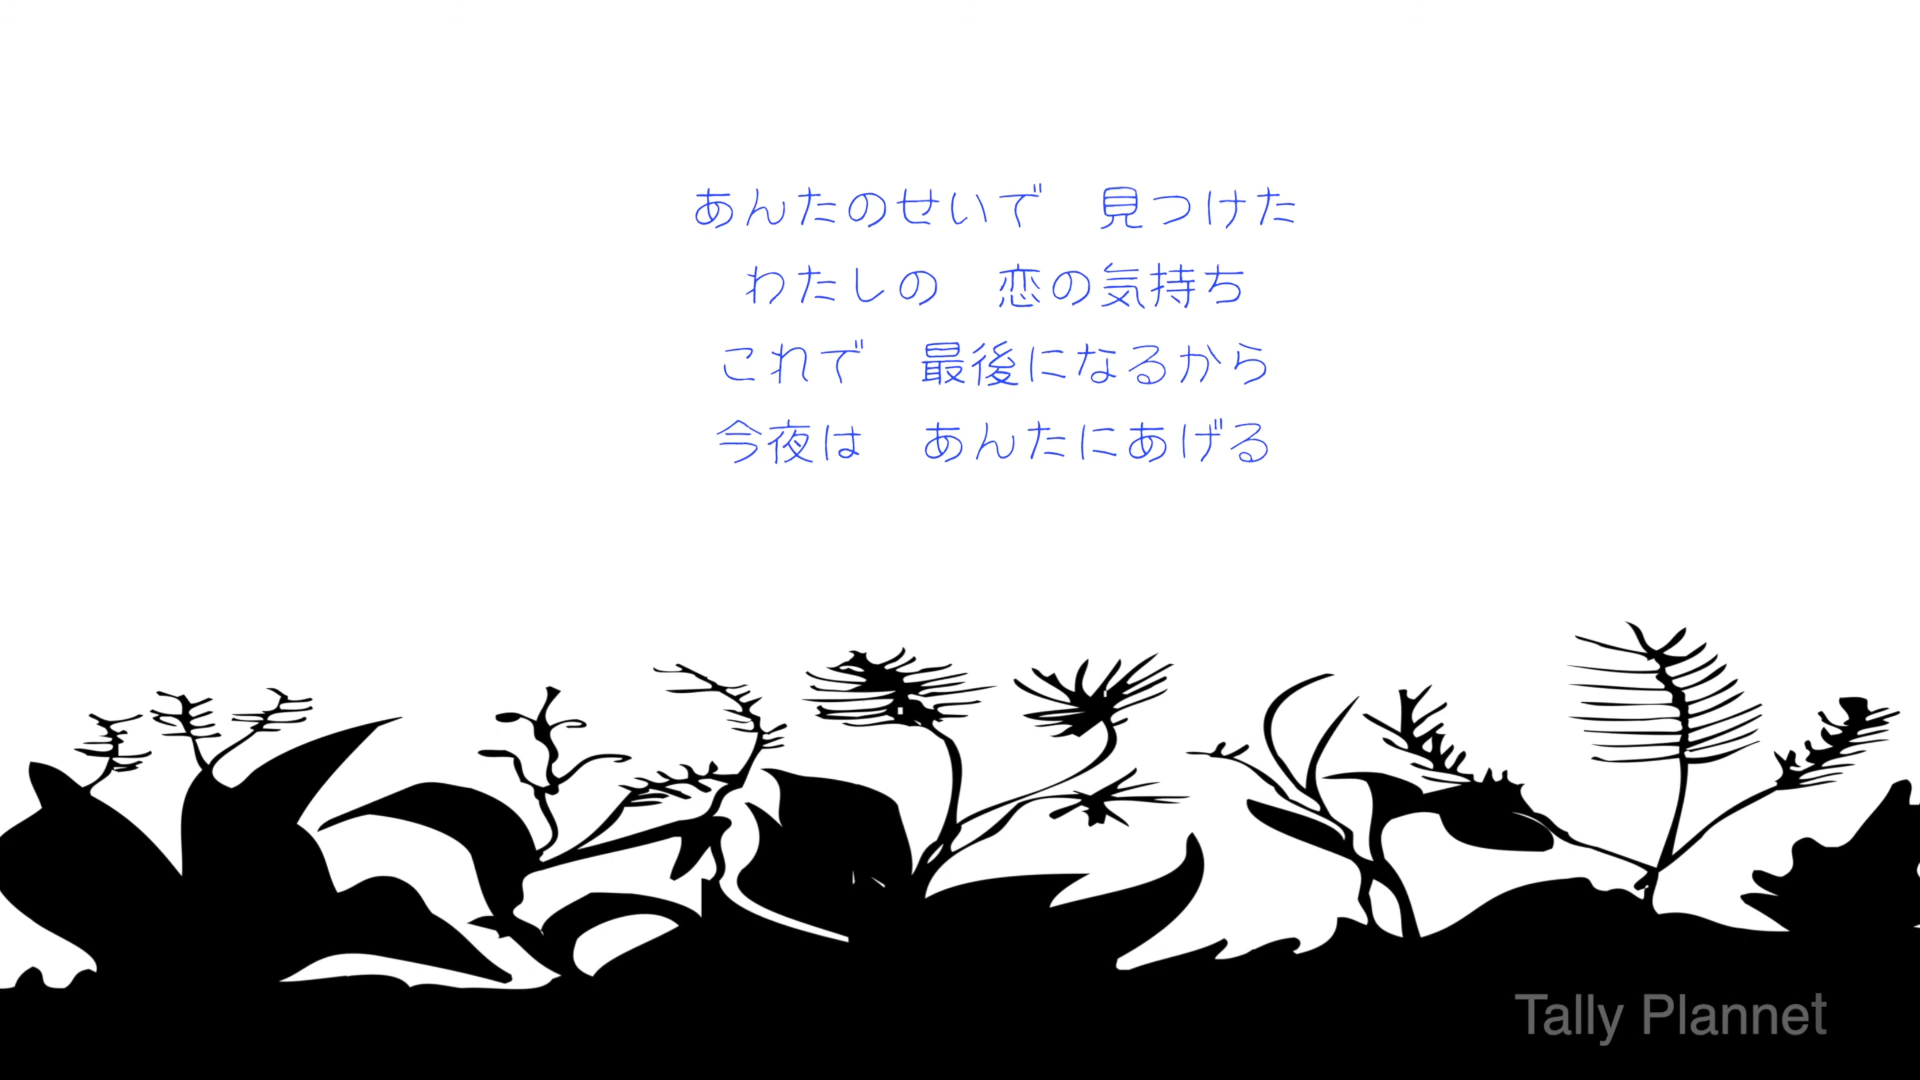 あんたのせいで　見つけた
わたしの　恋の気持ち
これで　最後になるから
今夜は　あんたにあげる
Tally Plannet